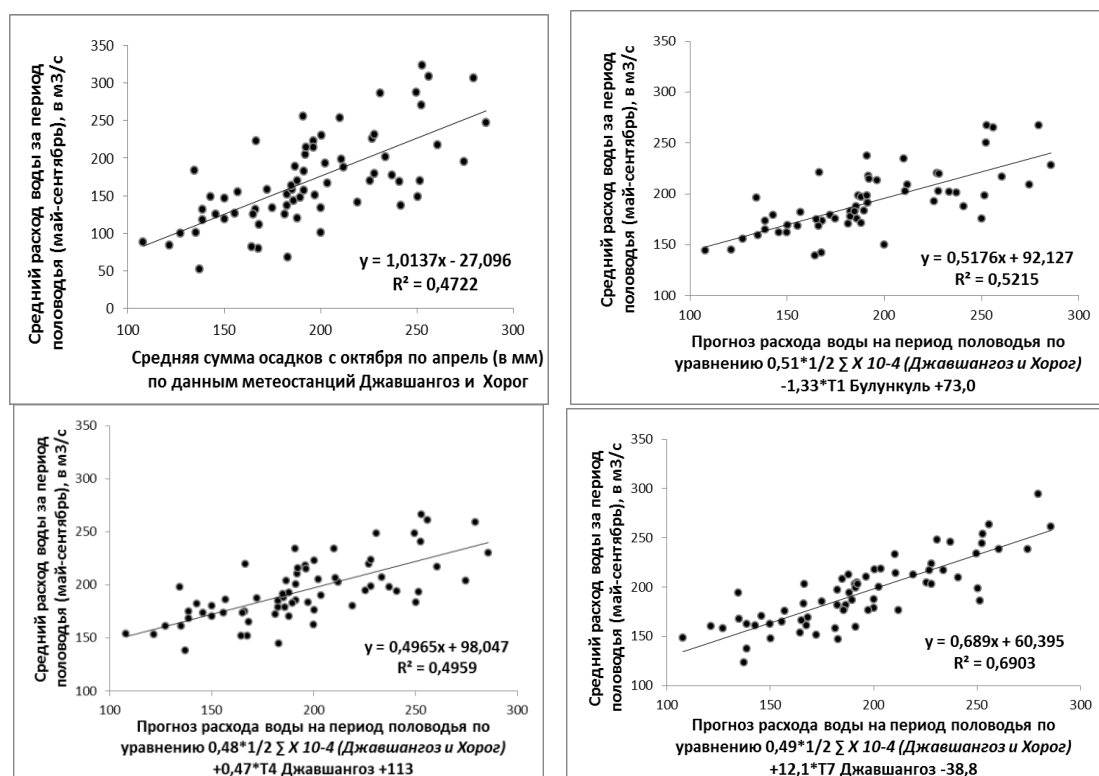 Средний расход воды за период
половодья (май-сентябрь), в м3/с
350
300
250
200
150
100
50
0
y = 1,0137x - 27,096
R² = 0,4722
100
150
200
250
300
Средняя сумма осадков с октября по апрель (в мм)
по данным метеостанций Джавшангоз и Хорог
Средний расход воды за период
половодья (май-сентябрь), в м3/с
350
300
250
200
150
100
y = 0,5176x + 92,127
R² = 0,5215
100
150
200
250
300
Прогноз расхода воды на период половодья по
уравнению 0,51*1/2 ∑ X 10-4 (Джавшангоз и Хорог)
-1,33*T1 Булункуль +73,0
Средний расход воды за период
половодья (май-сентябрь), в м3/с
350
300
250
200
150
100
y = 0,4965x + 98,047
R² = 0,4959
100
150
200
250
300
Прогноз расхода воды на период половодья по
уравнению 0,48*1/2 ∑ X 10-4 (Джавшангоз и Хорог)
+0,47*T4 Джавшангоз +113
Средний расход воды за период
половодья (май-сентябрь), в м3/с
350
300
250
200
150
100
y = 0,689x + 60,395
R² = 0,6903
100
150
200
250
300
Прогноз расхода воды на период половодья по
уравнению 0,49*1/2 ∑ X 10-4 (Джавшангоз и Хорог)
+12,1*T7 Джавшангоз -38,8